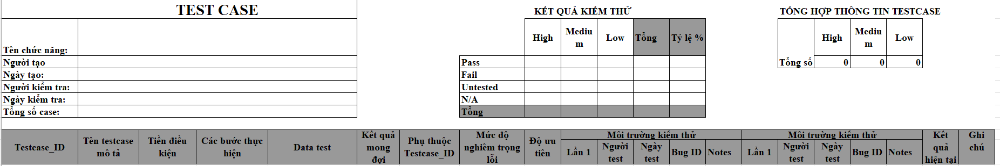 TEST CASE
KẾT QUẢ KIỂM THỬ
TỔNG HỢP THÔNG TIN TESTCASE
Tên chức năng:
Người tạo
Ngày tạo:
Người kiểm tra:
Ngày kiểm tra:
Tổng số case:
High Mediu Low Tổng Tỷ lệ %
m
Pass
Fail
Untested
N/A
Tổng
High Mediu Low
m
Tổng số 0 0 0
Testcase_ID
Tên testcase
mô tả
Tiền điều
kiện
Các bước thực
hiện
Data test
Kết quả
mong
đợi
Phụ thuộc
Testcase_ID
Mức độ
nghiêm trọng
lỗi
Độ ưu
tiên
Môi trường kiểm thử
Lần 1
Người
test
Ngày
test
Bug ID
Notes
Môi trường kiểm thử
Lần 1
Người
test
Ngày
test
Bug ID
Notes
Kết
quả
hiện tại
Ghi
chú